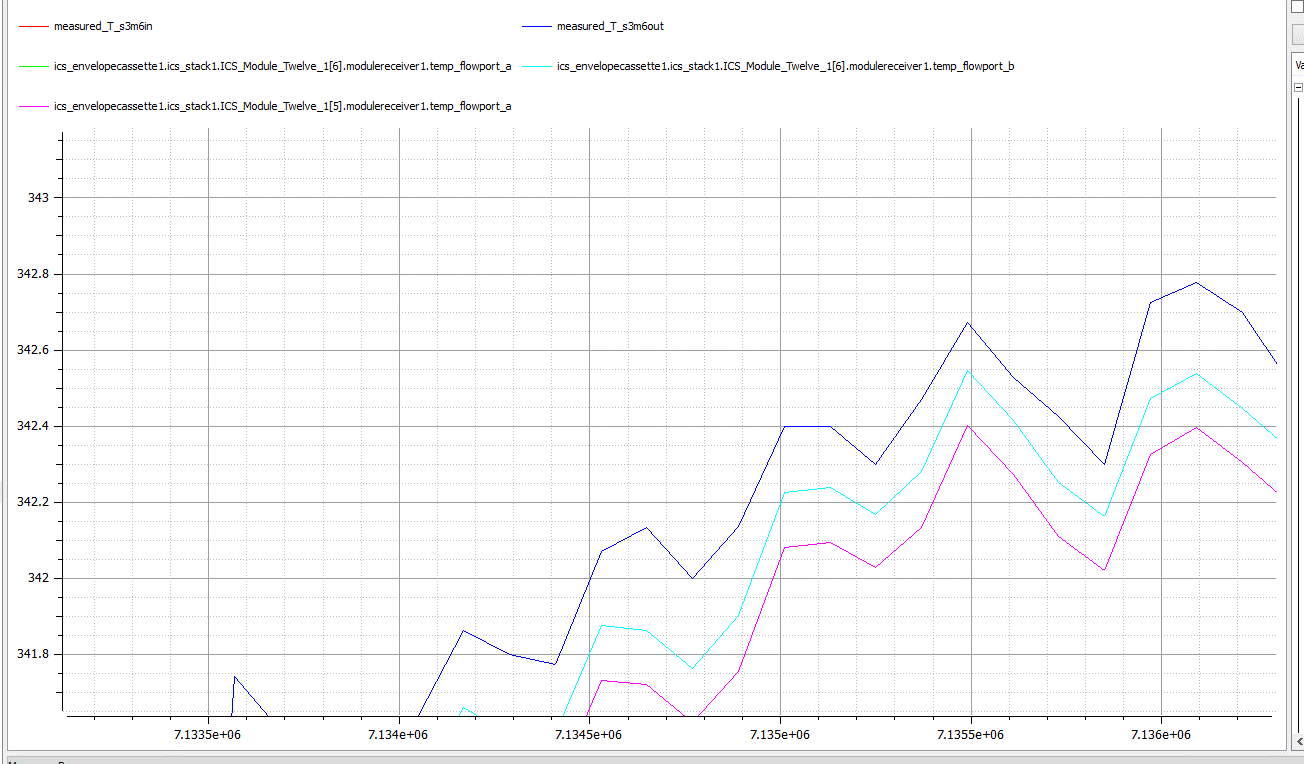 measured_T_s3m6in measured_T_s3m6out
ics_envelopecassette1.ics_stack1.ICS_Module_Twelve_1[6].modulereceiver1.temp_flowport_a ics_envelopecassette1.ics_stack1.ICS_Module_Twelve_1[6].modulereceiver1.temp_flowport_b
ics_envelopecassette1.ics_stack1.ICS_Module_Twelve_1[5].modulereceiver1.temp_flowport_a
Va
343
342.8
342.6
342.4
342.2
342
341.8
7.1335e+06 7.134e+06 7.1345e+06 7.135e+06 7.1355e+06 7.136e+06